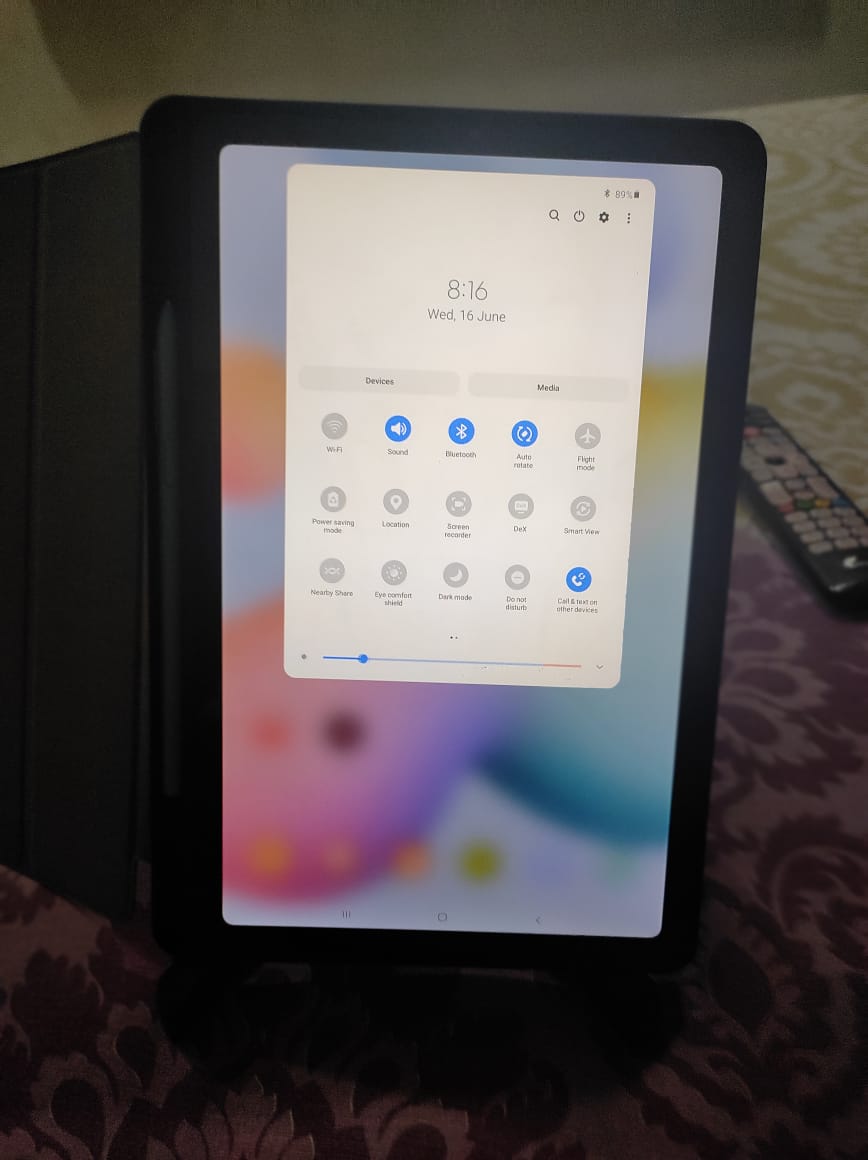 89%
8:16
Wed, 16 June
Devices
Media
Wi-Fi
Sound
Bluetooth
Auto
rotate
Flight
mode
Power saving
mode
Location
Screen
recorder
DeX
Smart View
Nearby Share
Eye comfort
shield
Dark mode
Do not
disturb
Call & text on
other devices